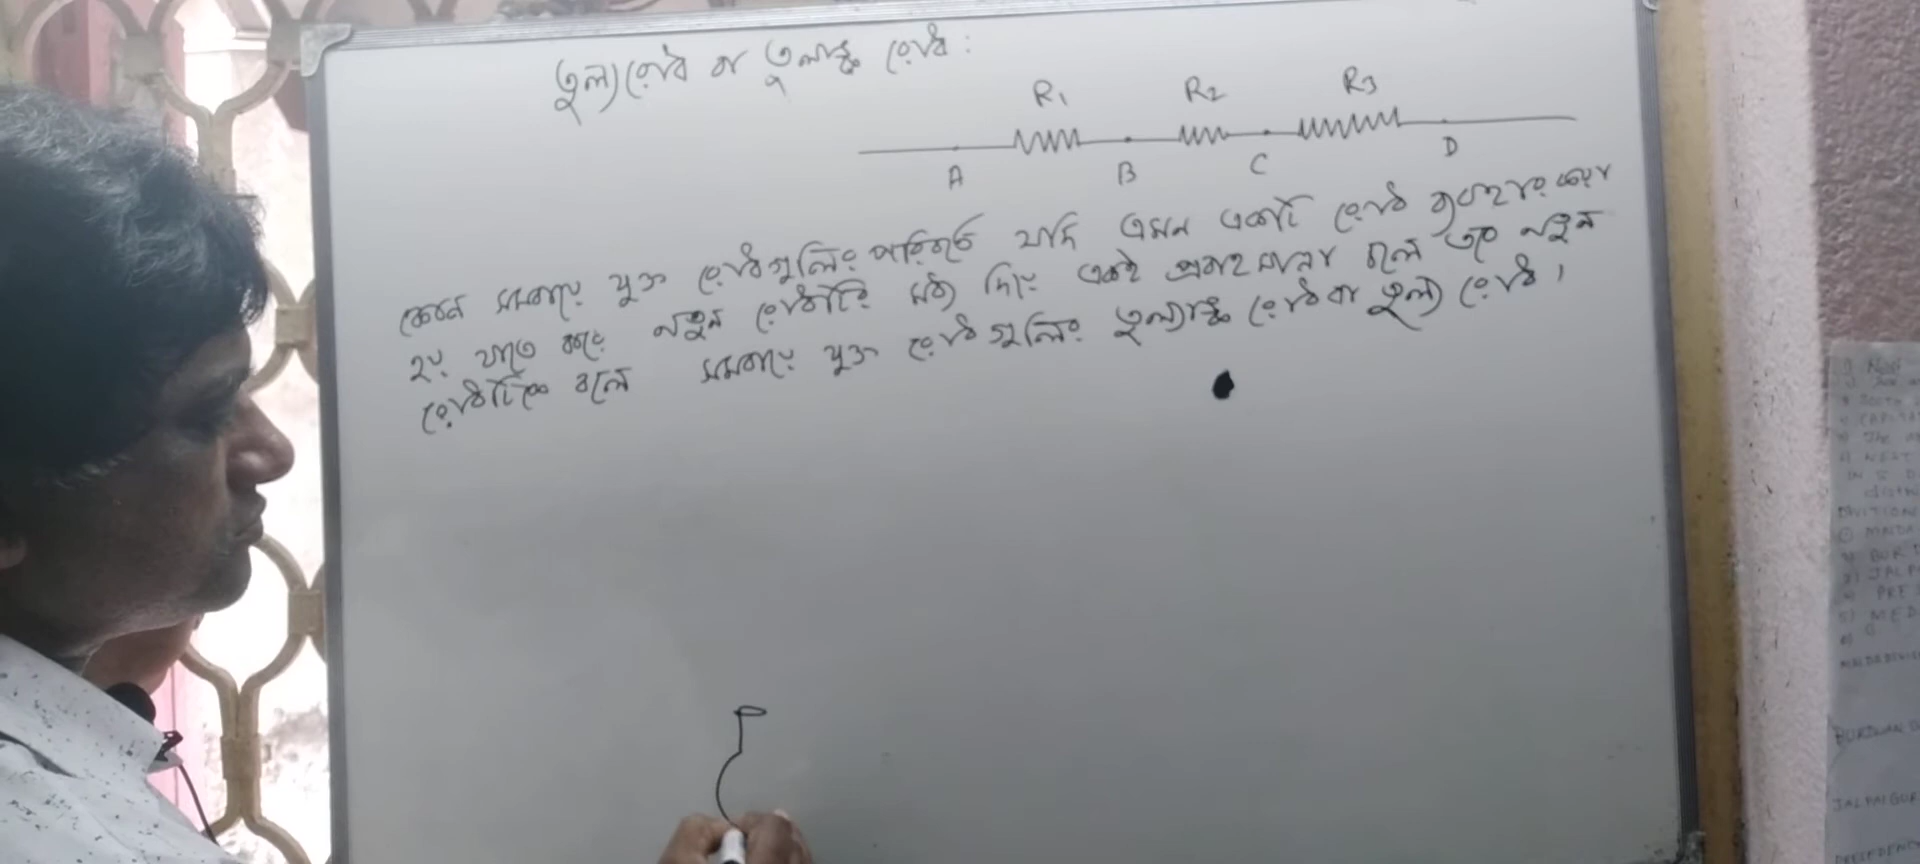 তুল্যরোধ বা তুল্যাঙ্ক রোধ :
R1 R2 R3
A B C D
কোন সমবায়ে যুক্ত রোধগুলির পরিবর্তে যদি এমন একটি রোধ ব্যবহার করা
হয় যাতে করে নতুন রোধটির মধ্য দিয়ে একই প্রবাহমাত্রা চলে তবে নতুন
রোধটিকে বলে সমবায়ে যুক্ত রোধগুলির তুল্যাঙ্ক রোধ বা তুল্য রোধ।